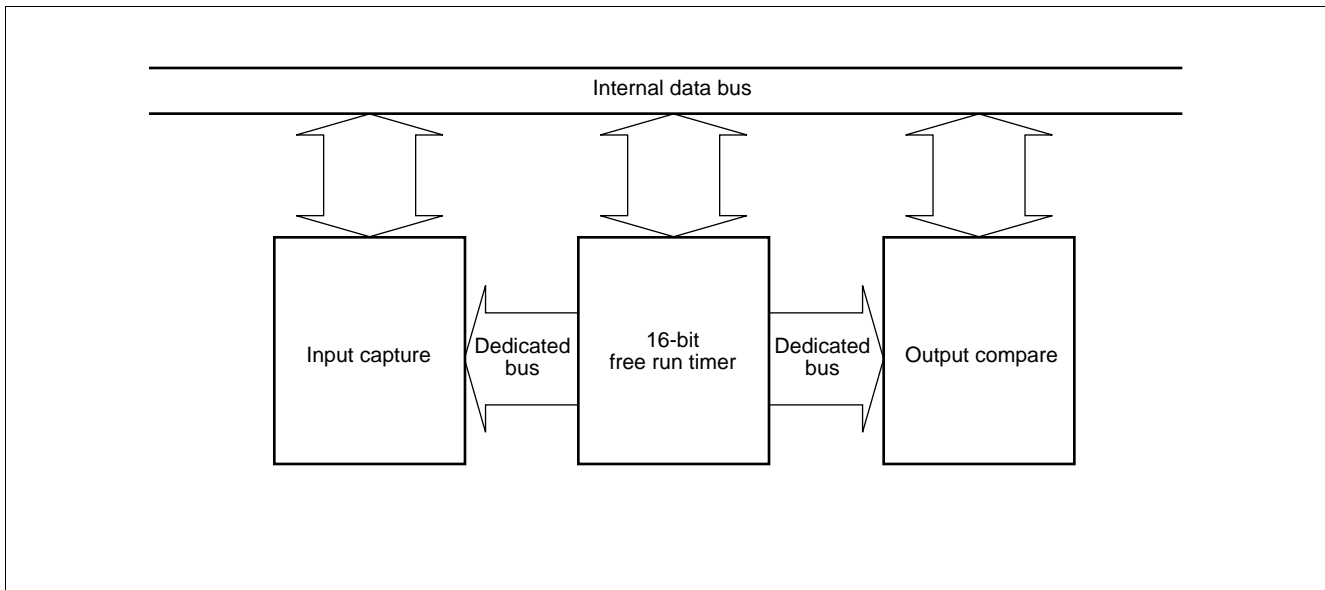 Internal data bus
Input capture
Dedicated
bus
16-bit
free run timer
Dedicated
bus
Output compare